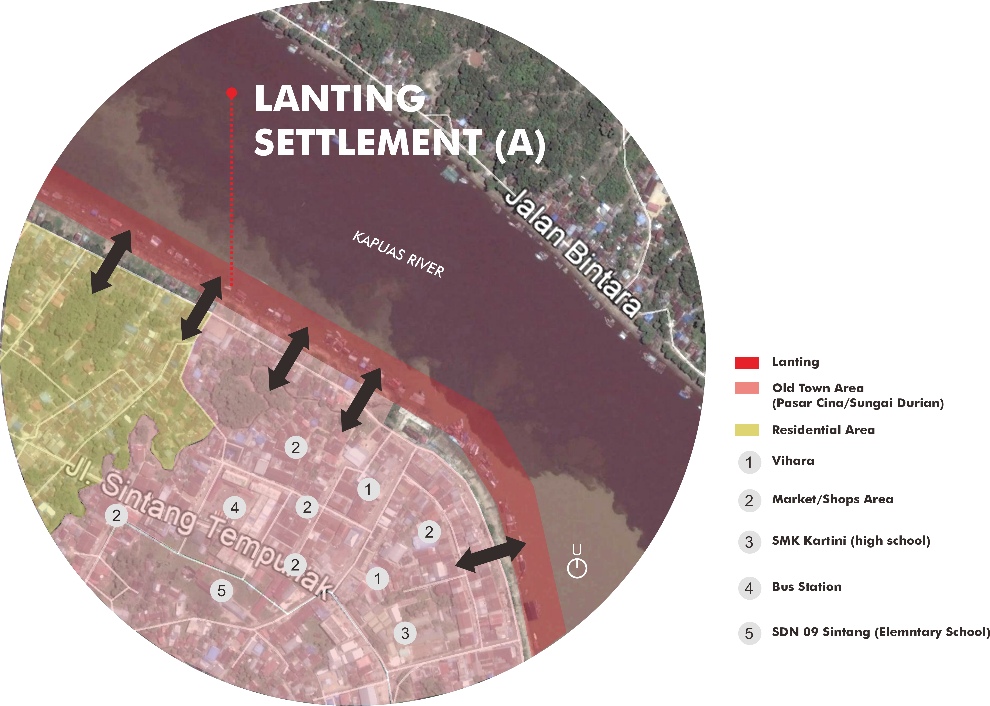 LANTING
SETTLEMENT (A)
Jalan Bintara
KAPUAS RIVER
Jl. Sintang Tempunak
2
1
4
2
2
2
2
1
5
3
U
Lanting
Old Town Area
(Pasar Cina/Sungai Durian)
Residential Area
1 Vihara
2 Market/Shops Area
3 SMK Kartini (high school)
4 Bus Station
5 SDN 09 Sintang (Elemntary School)